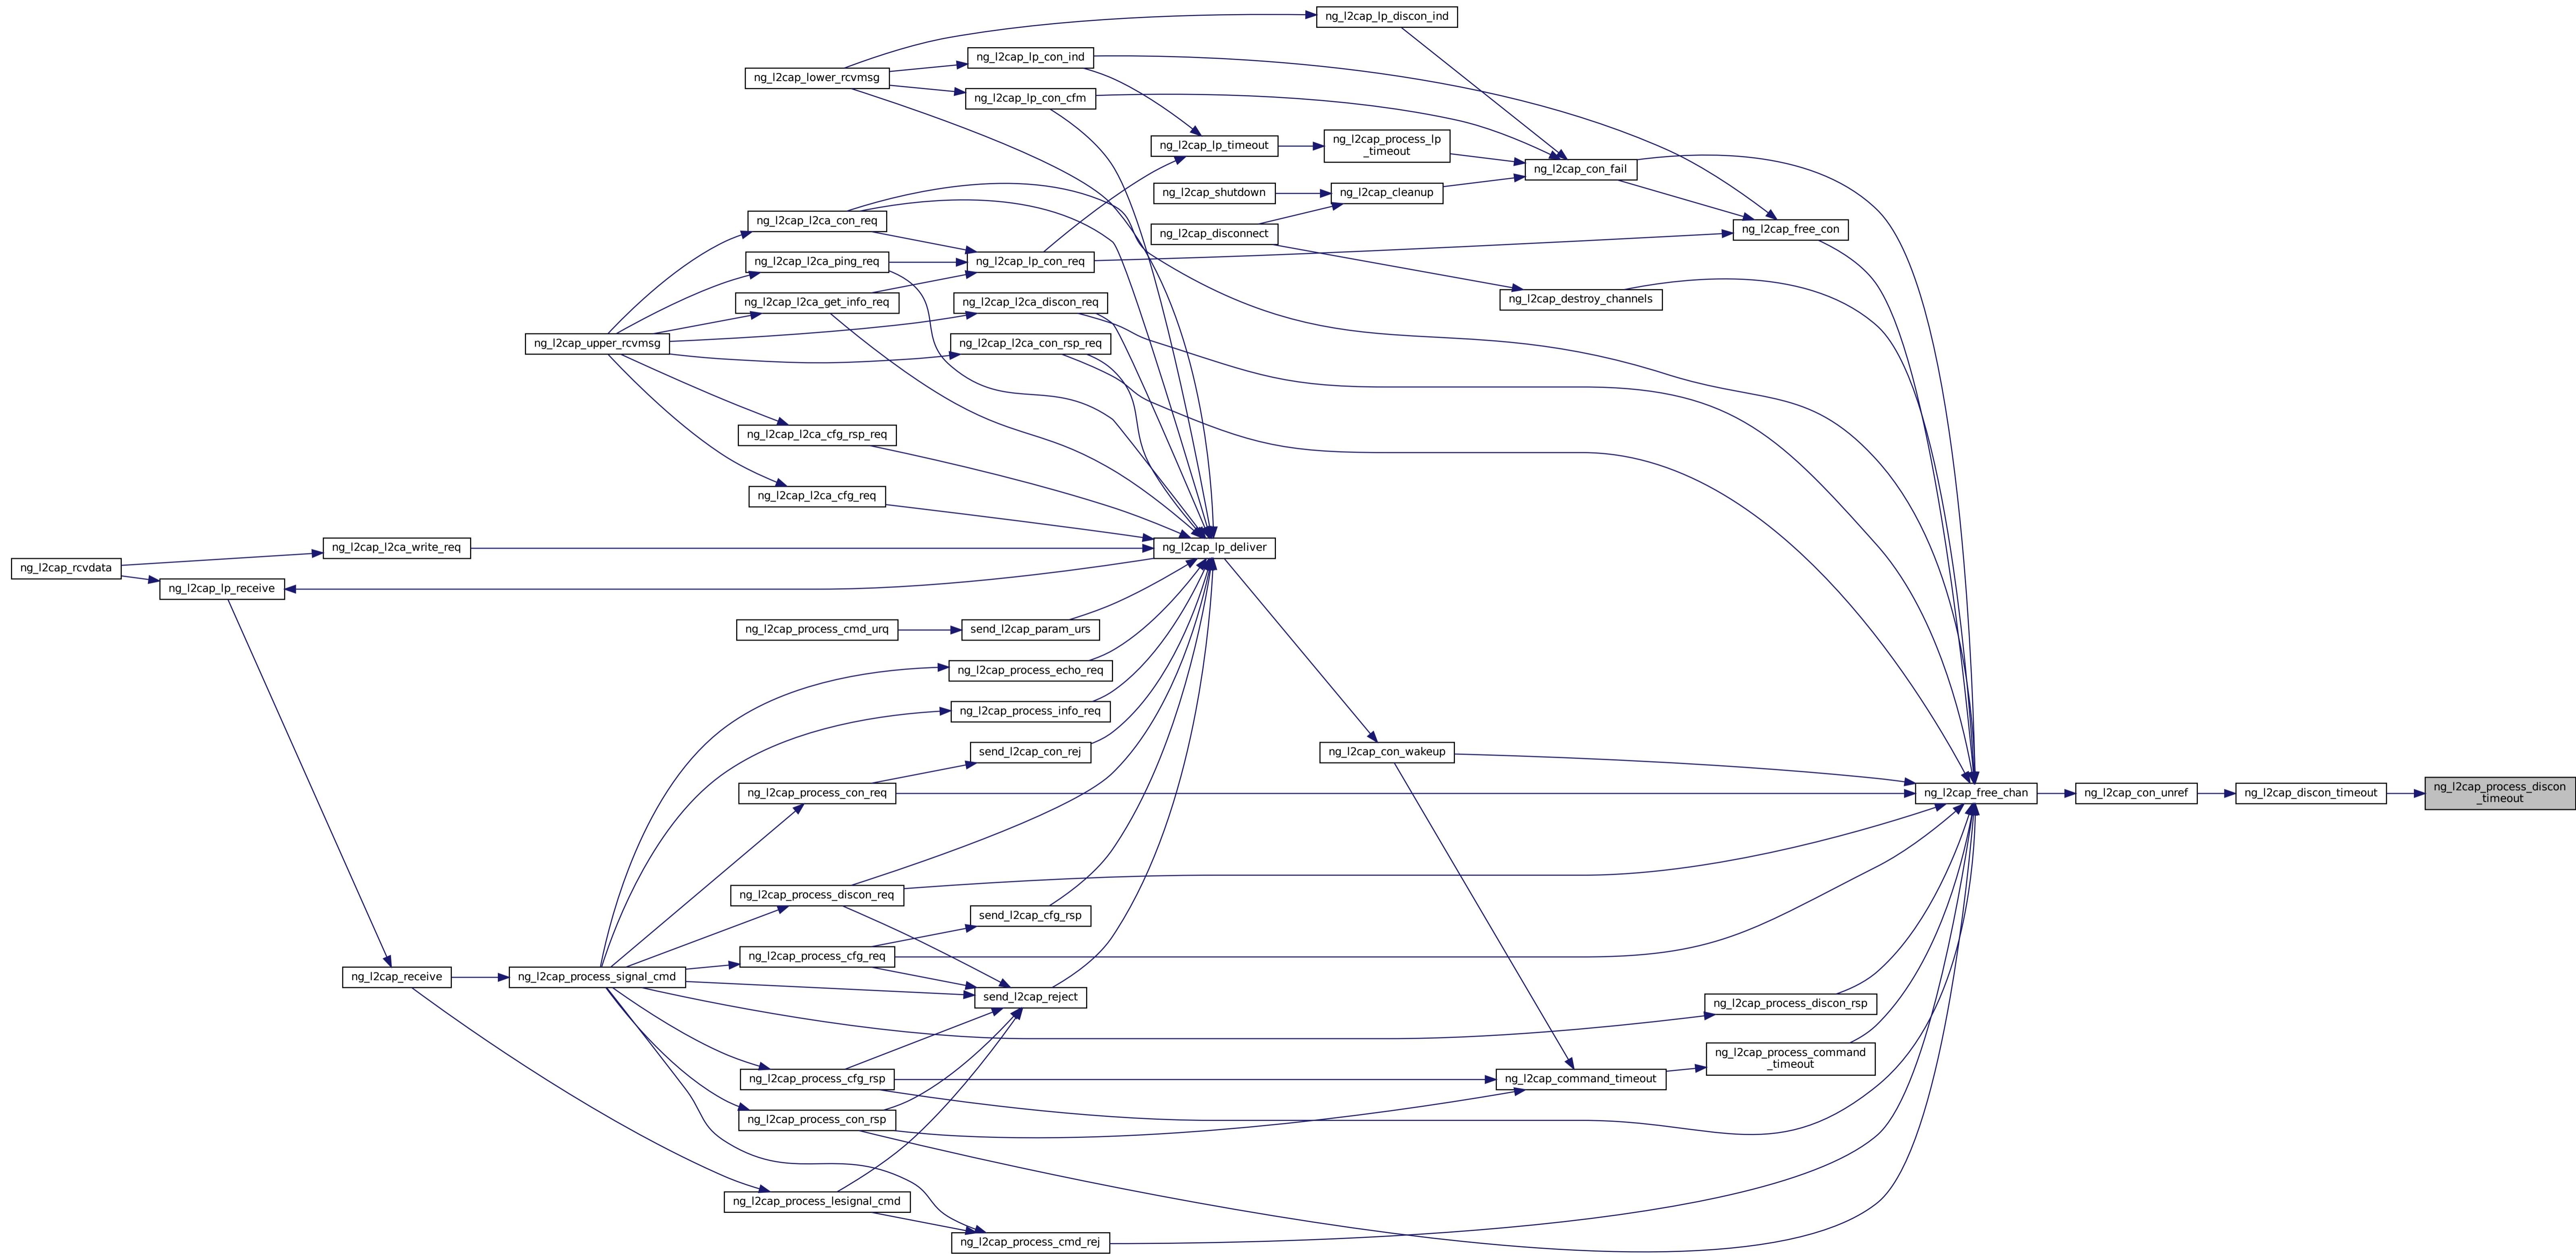 ng_l2cap_lp_discon_ind
ng_l2cap_lp_con_ind
ng_l2cap_lower_rcvmsg
ng_l2cap_lp_con_cfm
ng_l2cap_lp_timeout
ng_l2cap_process_lp
_timeout
ng_l2cap_con_fail
ng_l2cap_shutdown
ng_l2cap_cleanup
ng_l2cap_l2ca_con_req
ng_l2cap_disconnect
ng_l2cap_free_con
ng_l2cap_l2ca_ping_req
ng_l2cap_lp_con_req
ng_l2cap_l2ca_get_info_req
ng_l2cap_l2ca_discon_req
ng_l2cap_destroy_channels
ng_l2cap_upper_rcvmsg
ng_l2cap_l2ca_con_rsp_req
ng_l2cap_l2ca_cfg_rsp_req
ng_l2cap_l2ca_cfg_req
ng_l2cap_l2ca_write_req
ng_l2cap_lp_deliver
ng_l2cap_rcvdata
ng_l2cap_lp_receive
ng_l2cap_process_cmd_urq
send_l2cap_param_urs
ng_l2cap_process_echo_req
ng_l2cap_process_info_req
send_l2cap_con_rej
ng_l2cap_con_wakeup
ng_l2cap_process_con_req
ng_l2cap_free_chan
ng_l2cap_con_unref
ng_l2cap_discon_timeout
ng_l2cap_process_discon
_timeout
ng_l2cap_process_discon_req
send_l2cap_cfg_rsp
ng_l2cap_process_cfg_req
ng_l2cap_receive
ng_l2cap_process_signal_cmd
send_l2cap_reject
ng_l2cap_process_discon_rsp
ng_l2cap_process_command
_timeout
ng_l2cap_process_cfg_rsp
ng_l2cap_command_timeout
ng_l2cap_process_con_rsp
ng_l2cap_process_lesignal_cmd
ng_l2cap_process_cmd_rej